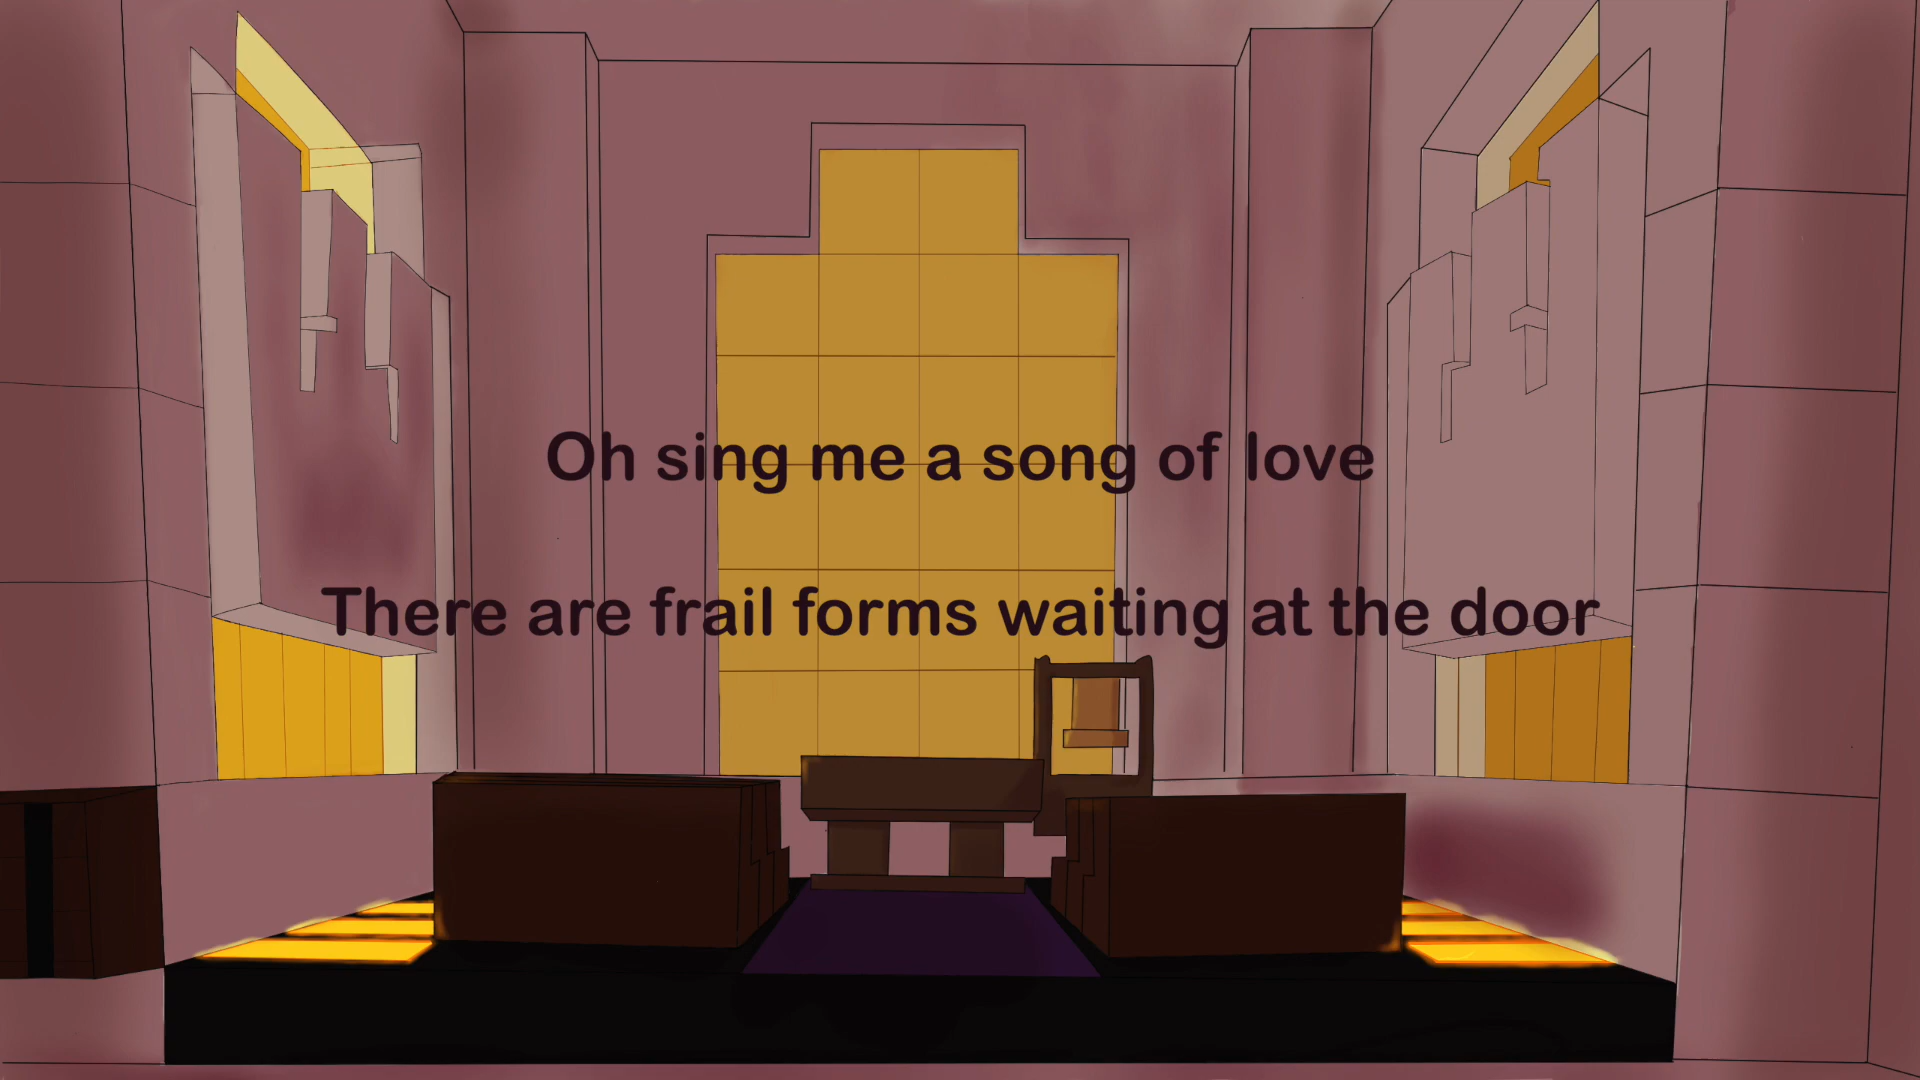 Oh sing me a song of love
There are frail forms waiting at the door